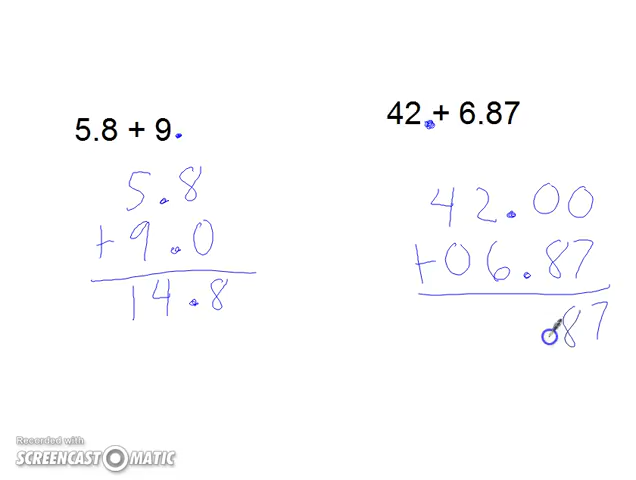 5.8 + 9.
5.8
+ 9.0
14.8
42.+ 6.87
42.00
+06.87
.87
Recorded with
SCREENCAST-O-MATIC